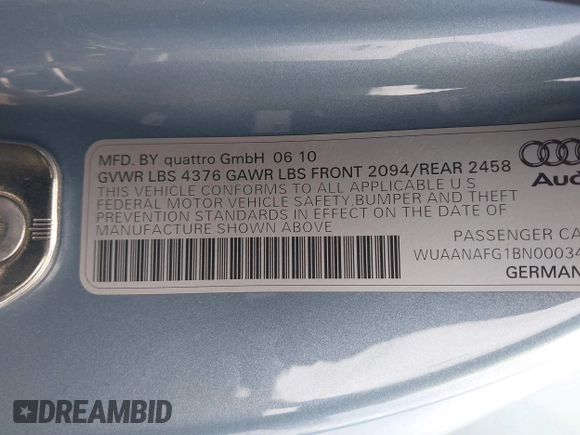 MFD. BY quattro GmbH 06 10
GVWR LBS 4376 GAWR LBS FRONT 2094/REAR 2458
THIS VEHICLE CONFORMS TO ALL APPLICABLE U S
FEDERAL MOTOR VEHICLE SAFETY,BUMPER AND THEFT
PREVENTION STANDARDS IN EFFECT ON THE DATE OF
MANUFACTURE SHOWN ABOVE
Aud
PASSENGER CA
WUAANAFG1BN00034
GERMAN
DREAMBID